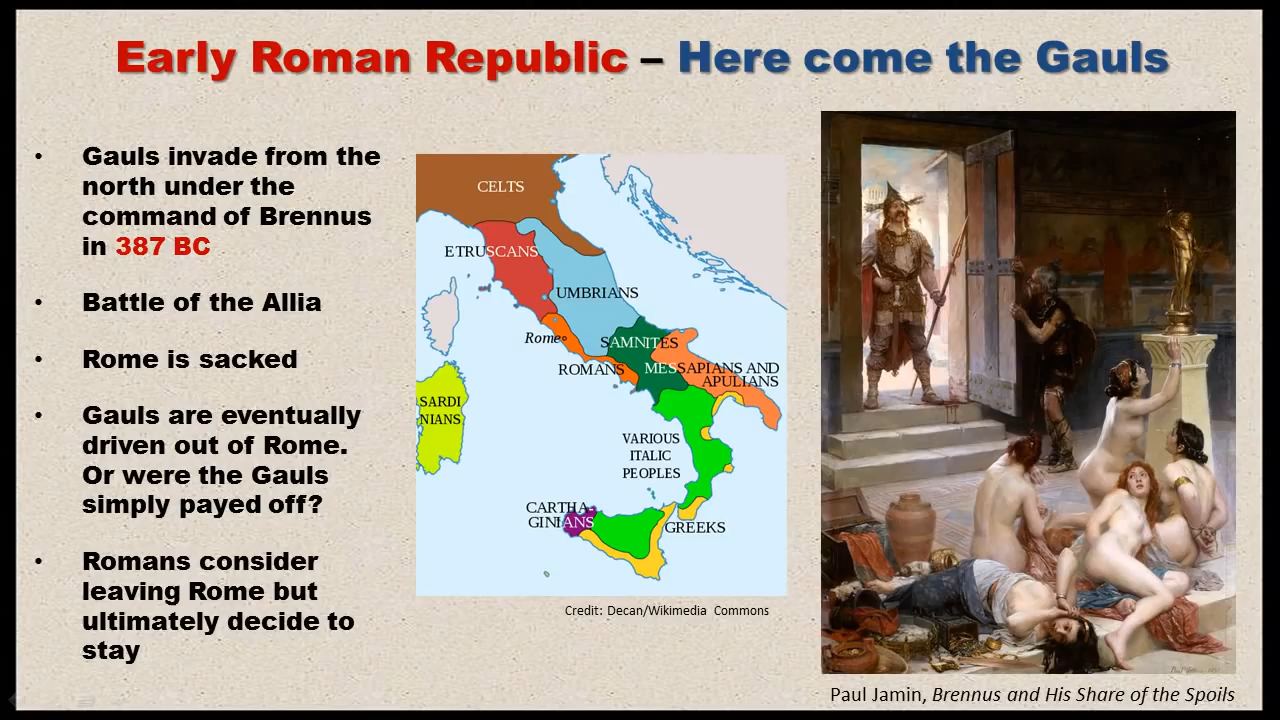 Early Roman Republic – Here come the Gauls
• Gauls invade from the
north under the
command of Brennus
in 387 BC
• Battle of the Allia
• Rome is sacked
• Gauls are eventually
driven out of Rome.
Or were the Gauls
simply payed off?
• Romans consider
leaving Rome but
ultimately decide to
stay
CELTS
ETRUSCANS
UMBRIANS
Rome
SAMNITES
ROMANS
MESSAPIANS AND
APULIANS
SARDI
NIANS
VARIOUS
ITALIC
PEOPLES
CARTHA-
GINIANS
GREEKS
Credit: Decan/Wikimedia Commons
Paul Jamin, Brennus and His Share of the Spoils